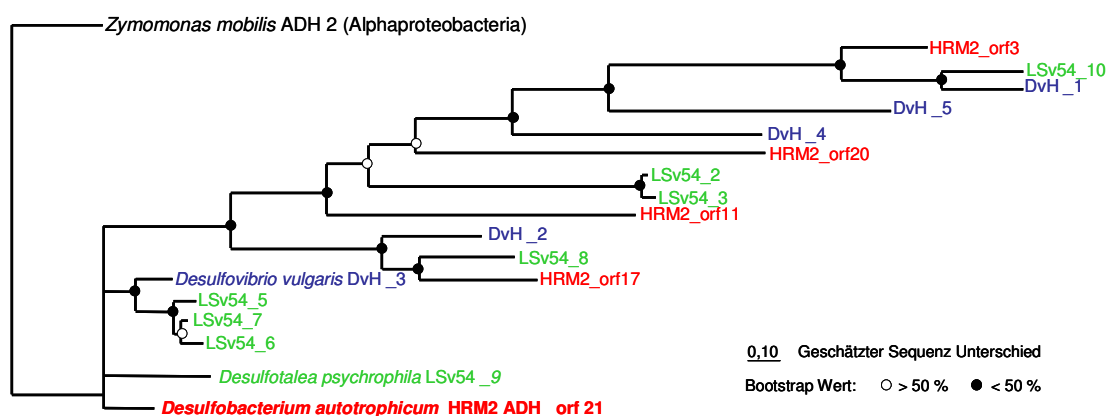 Zymomonas mobilis ADH 2 (Alphaproteobacteria)
HRM2_orf3
LSv54_10
DvH _1
DvH _5
DvH _4
HRM2_orf20
LSv54_2
LSv54_3
HRM2_orf11
DvH _2
LSv54_8
Desulfovibrio vulgaris DvH _3
HRM2_orf17
LSv54_5
LSv54_7
LSv54_6
0,10 Geschätzter Sequenz Unterschied
Desulfotalea psychrophila LSv54 _9
Bootstrap Wert: > 50 % < 50 %
Desulfobacterium autotrophicum HRM2 ADH orf 21